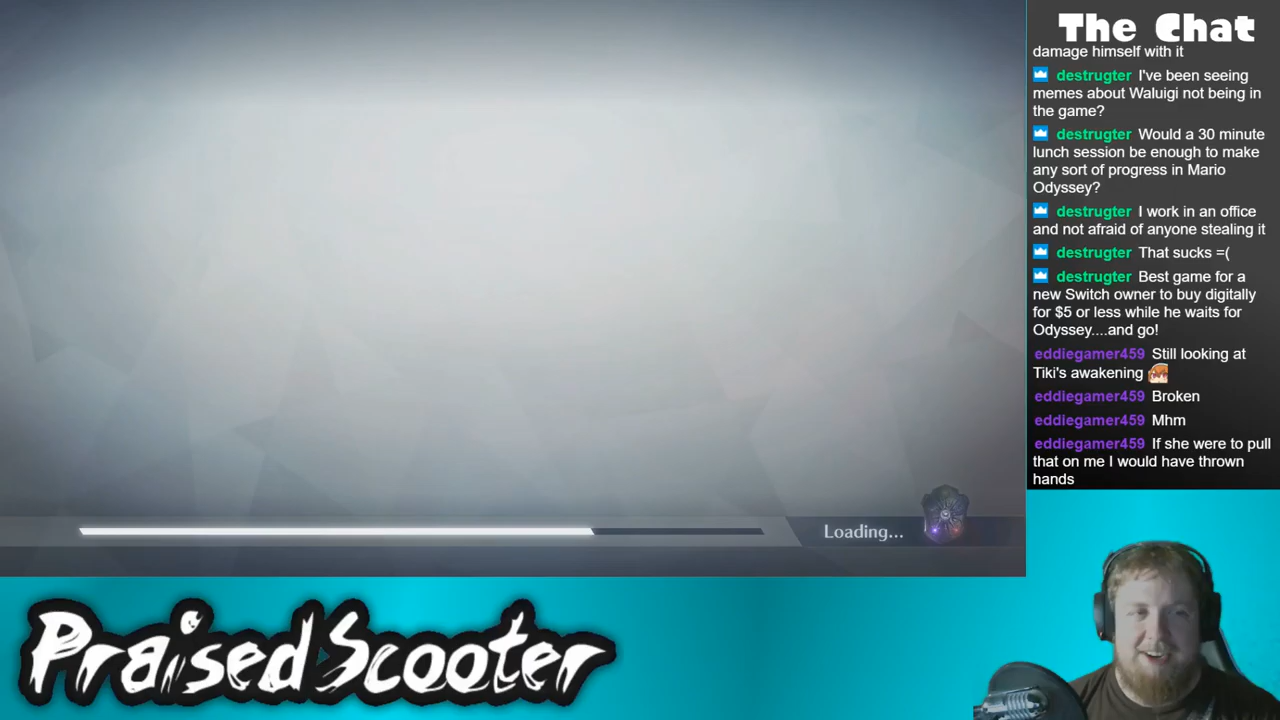 The Chat
damage himself with it
destrugter I've been seeing
memes about Waluigi not being in
the game?
destrugter Would a 30 minute
lunch session be enough to make
any sort of progress in Mario
Odyssey?
destrugter I work in an office
and not afraid of anyone stealing it
destrugter That sucks =(
destrugter Best game for a
new Switch owner to buy digitally
for $5 or less while he waits for
Odyssey....and go!
eddiegamer459 Still looking at
Tiki's awakening
eddiegamer459 Broken
eddiegamer459 Mhm
eddiegamer459 If she were to pull
that on me I would have thrown
hands
Loading...
PraisedScooter